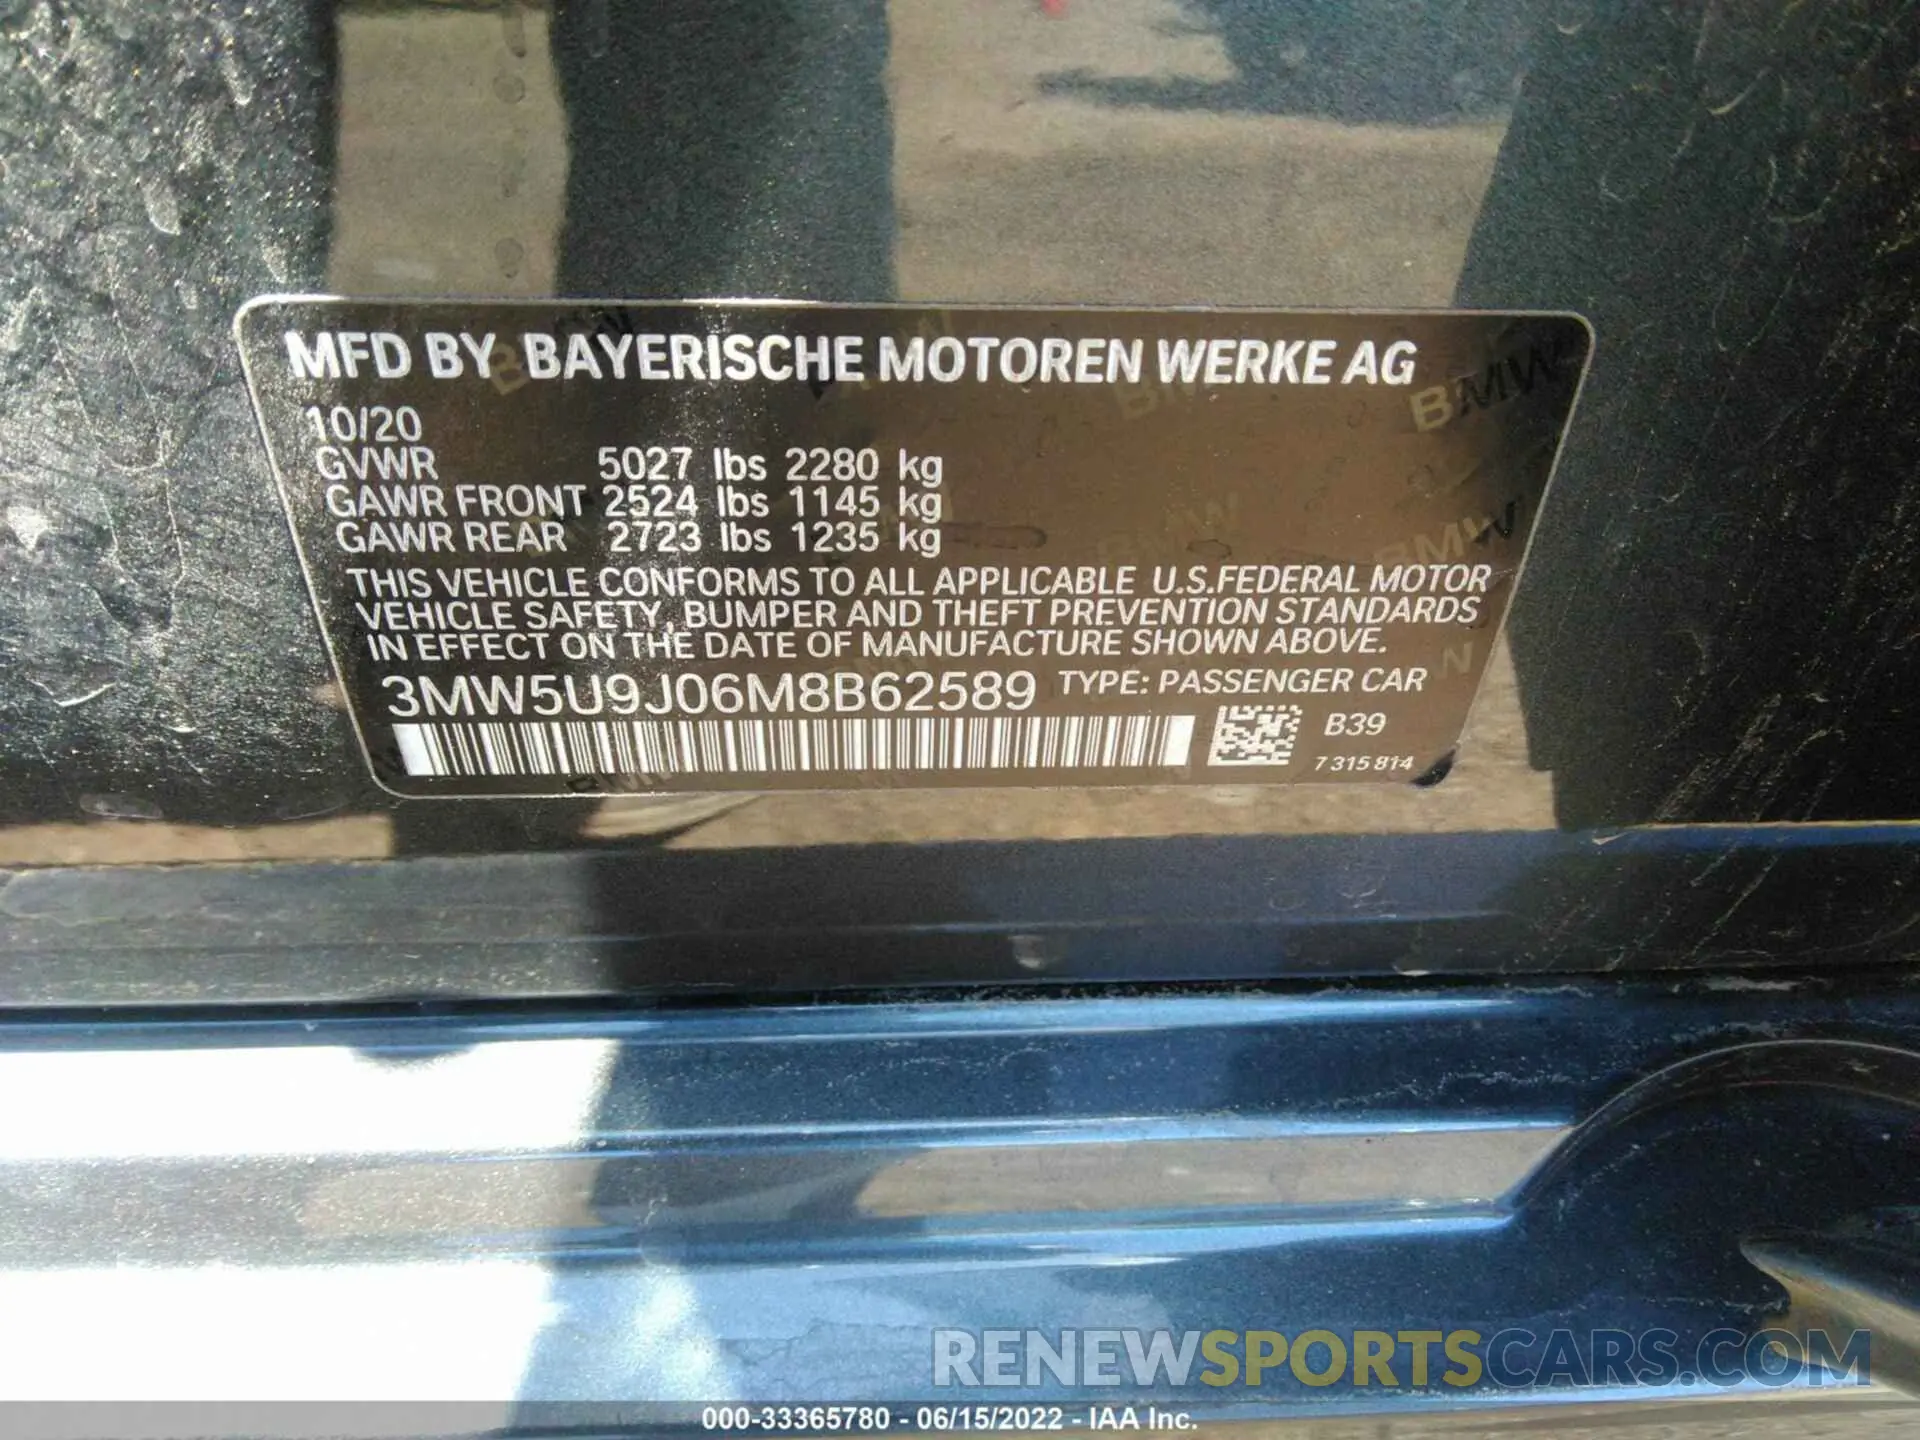 MFD BY BAYERISCHE MOTOREN WERKE AG
10/20
GVWR 5027 lbs 2280 kg
GAWR FRONT 2524 lbs 1145 kg
GAWR REAR 2723 lbs 1235 kg
THIS VEHICLE CONFORMS TO ALL APPLICABLE U.S.FEDERAL MOTOR
VEHICLE SAFETY, BUMPER AND THEFT PREVENTION STANDARDS
IN EFFECT ON THE DATE OF MANUFACTURE SHOWN ABOVE.
3MW5U9J06M8B62589 TYPE: PASSENGER CAR
B39
7 315 814
RENEWSPORTSCARS.COM
000-33365780 - 06/15/2022 - IAA Inc.